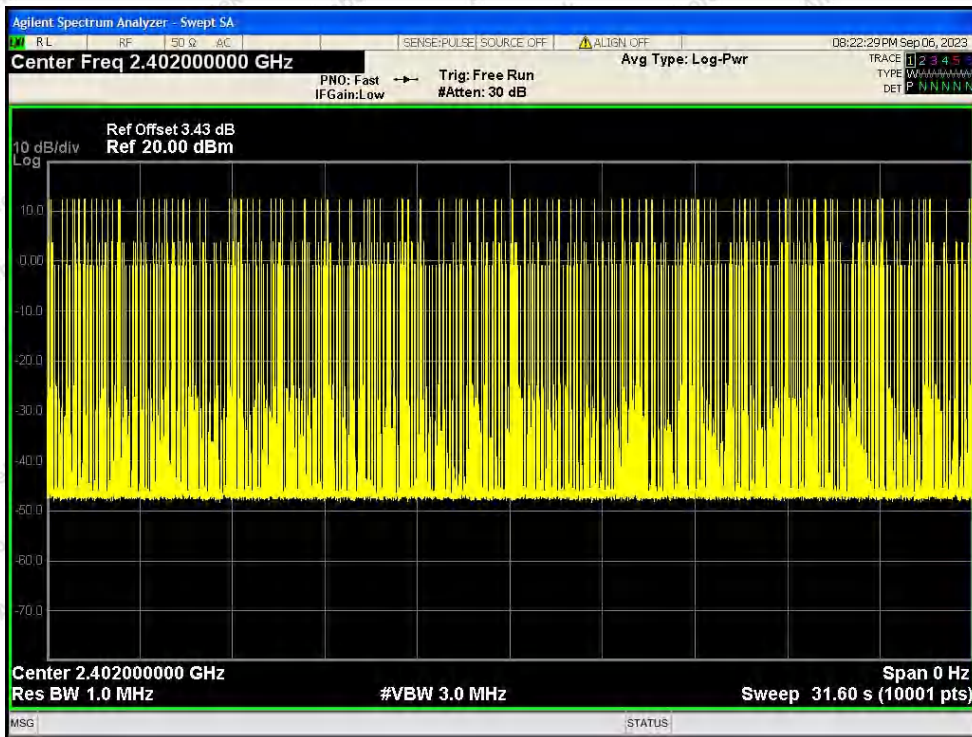 Agilent Spectrum Analyzer - Swept SA
RL RF 50 Ω AC SENSE:PULSE SOURCE OFF ALIGN OFF 08:22:29 PM Sep 06, 2023
Center Freq 2.402000000 GHz
PNO: Fast
IFGain:Low
Trig: Free Run
#Atten: 30 dB
Avg Type: Log-Pwr
TRACE 1 2 3 4 5
TYPE W
DET P N N N N N
Ref Offset 3.43 dB
10 dB/div Ref 20.00 dBm
Log
10.0
0.00
-10.0
-20.0
-30.0
-40.0
-50.0
-60.0
-70.0
Center 2.402000000 GHz Span 0 Hz
Res BW 1.0 MHz #VBW 3.0 MHz Sweep 31.60 s (10001 pts)
MSG STATUS